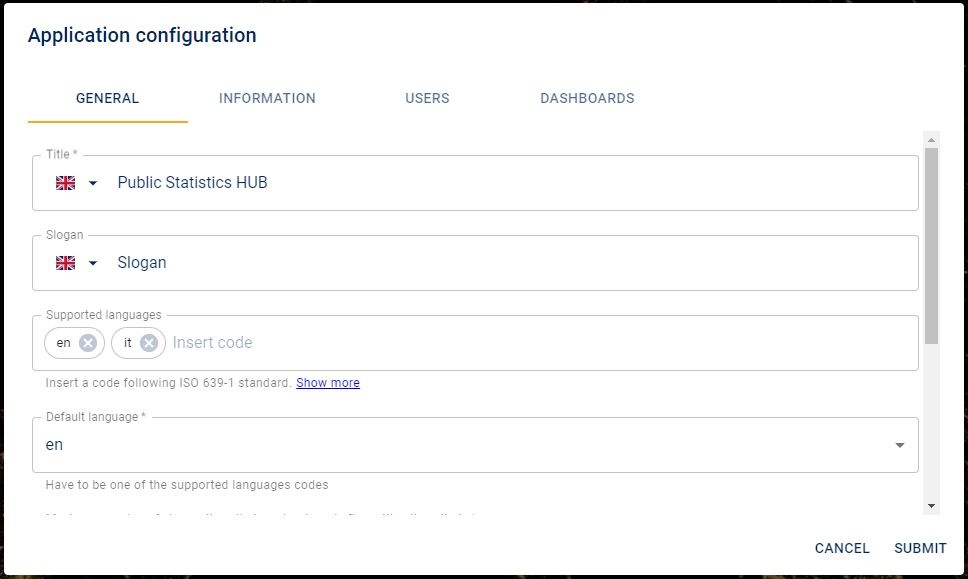 Application configuration
GENERAL INFORMATION USERS DASHBOARDS
Title *
Public Statistics HUB
Slogan
Slogan
Supported languages
en it Insert code
Insert a code following ISO 639-1 standard. Show more
Default language *
en
Have to be one of the supported languages codes
CANCEL SUBMIT